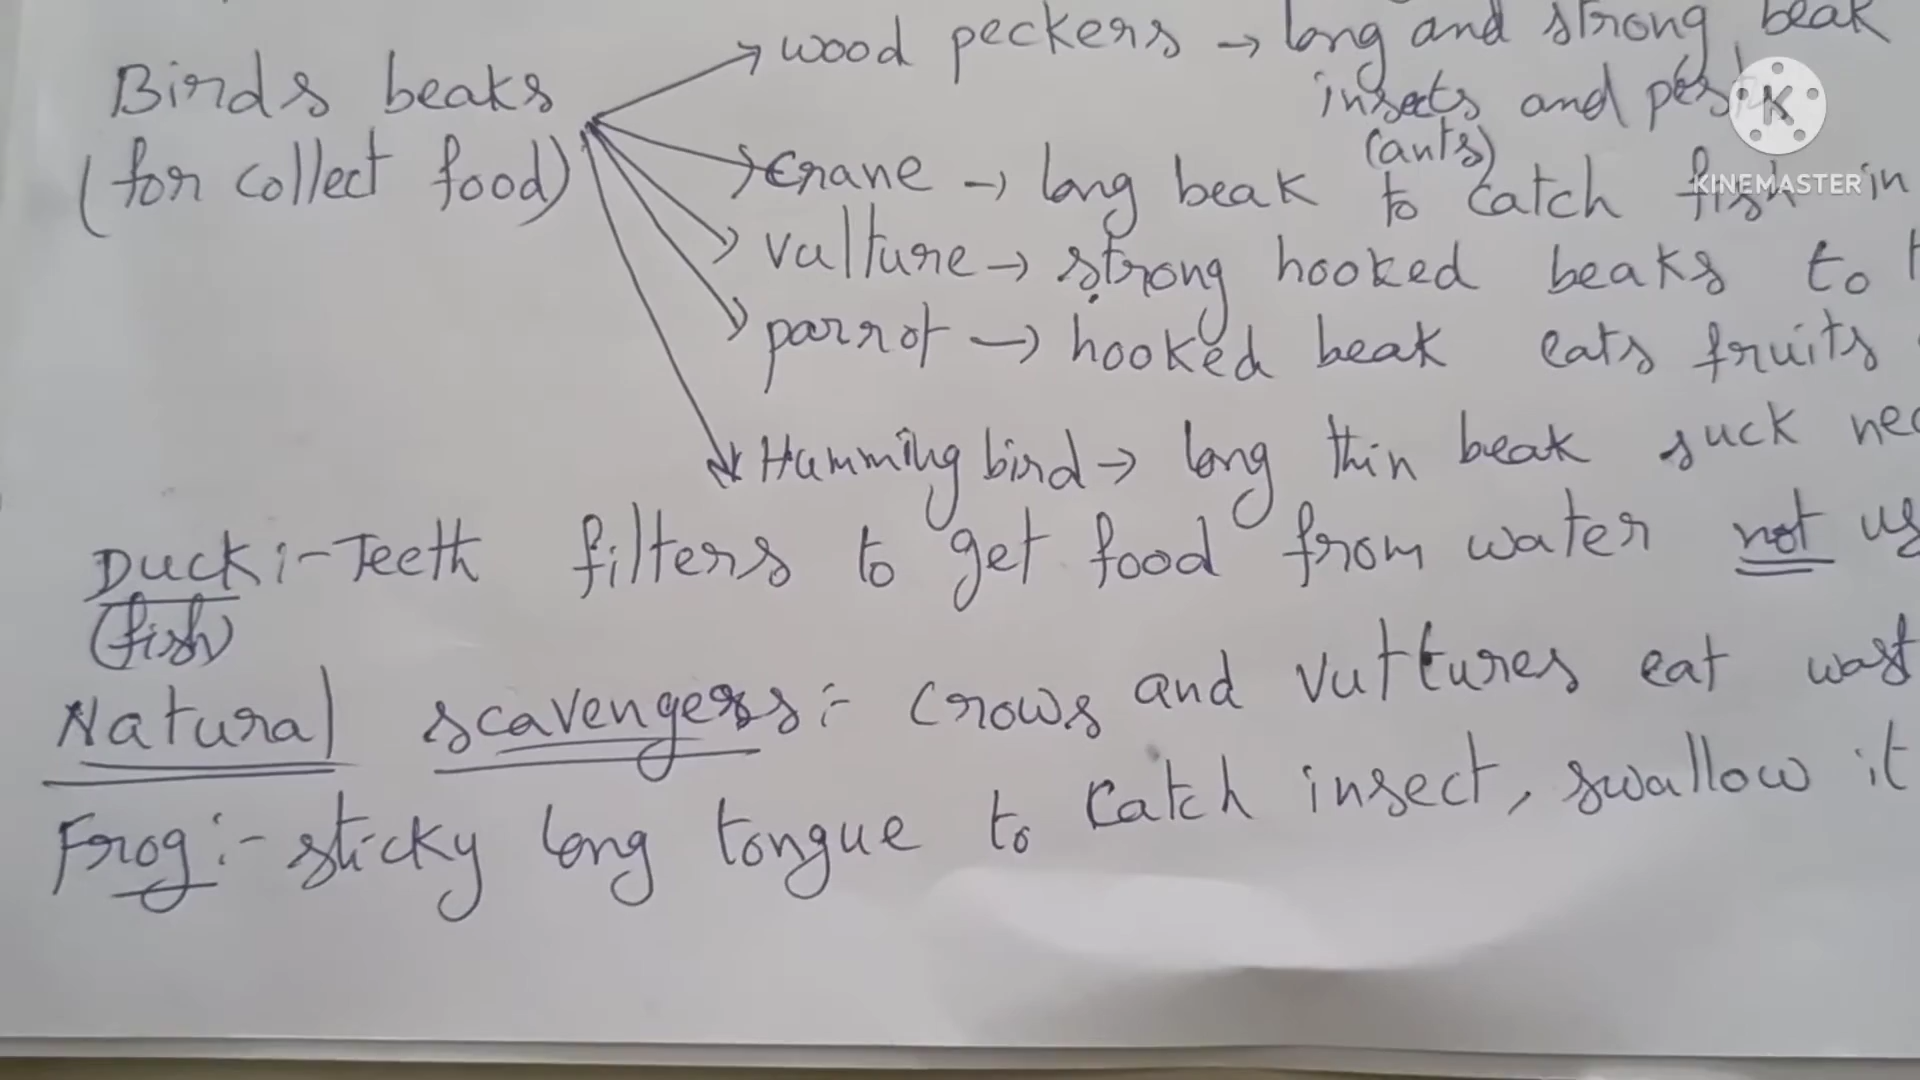 wood peckers → long and strong beak
Birds beaks
insects and
(ants)
(for collect food)
crane → long beak to catch fish in
vulture → strong hooked beaks to
parrot → hooked beak eats fruits
Humming bird → long thin beak suck
Duck :- Teeth filters to get food from water not
(fish)
Natural scavengers :- crows and vultures eat
Frog :- sticky long tongue to catch insect, swallow it
KINEMASTER